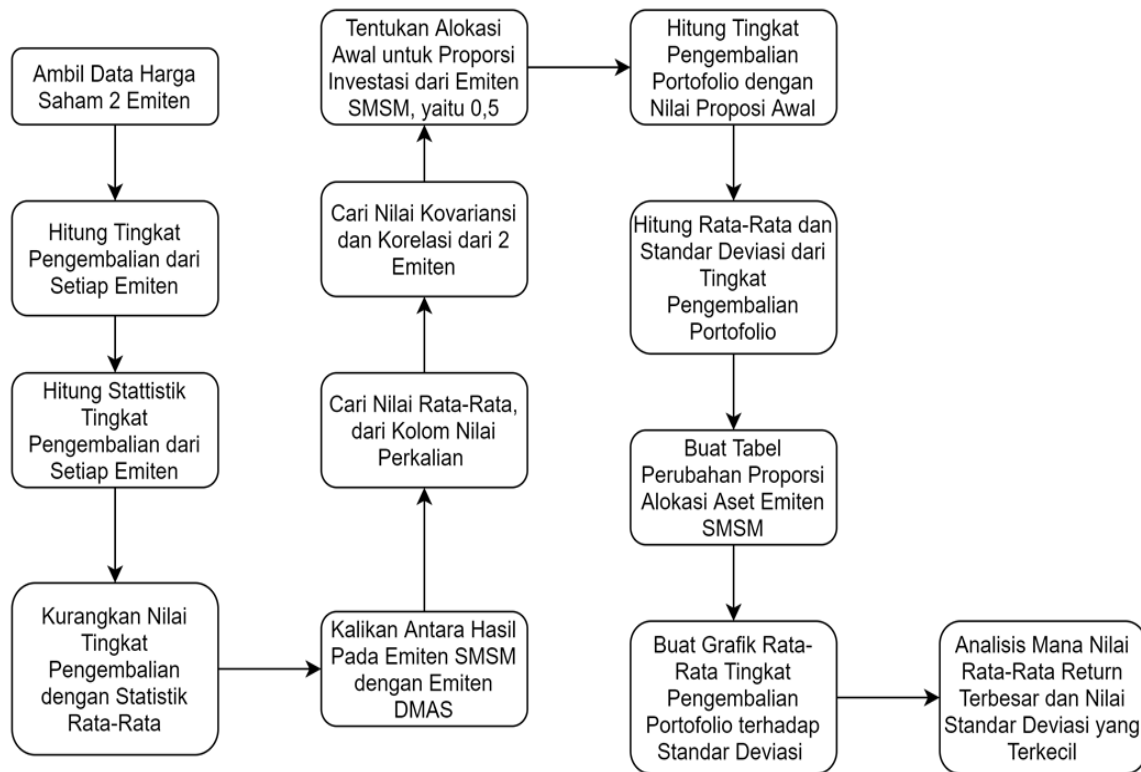 Ambil Data Harga
Saham 2 Emiten
Hitung Tingkat
Pengembalian dari
Setiap Emiten
Hitung Stattistik
Tingkat
Pengembalian dari
Setiap Emiten
Kurangkan Nilai
Tingkat
Pengembalian
dengan Statistik
Rata-Rata
Kalikan Antara Hasil
Pada Emiten SMSM
dengan Emiten
DMAS
Cari Nilai Rata-Rata,
dari Kolom Nilai
Perkalian
Cari Nilai Kovariansi
dan Korelasi dari 2
Emiten
Tentukan Alokasi
Awal untuk Proporsi
Investasi dari Emiten
SMSM, yaitu 0,5
Hitung Tingkat
Pengembalian
Portofolio dengan
Nilai Proposi Awal
Hitung Rata-Rata dan
Standar Deviasi dari
Tingkat
Pengembalian
Portofolio
Buat Tabel
Perubahan Proporsi
Alokasi Aset Emiten
SMSM
Buat Grafik Rata-
Rata Tingkat
Pengembalian
Portofolio terhadap
Standar Deviasi
Analisis Mana Nilai
Rata-Rata Return
Terbesar dan Nilai
Standar Deviasi yang
Terkecil